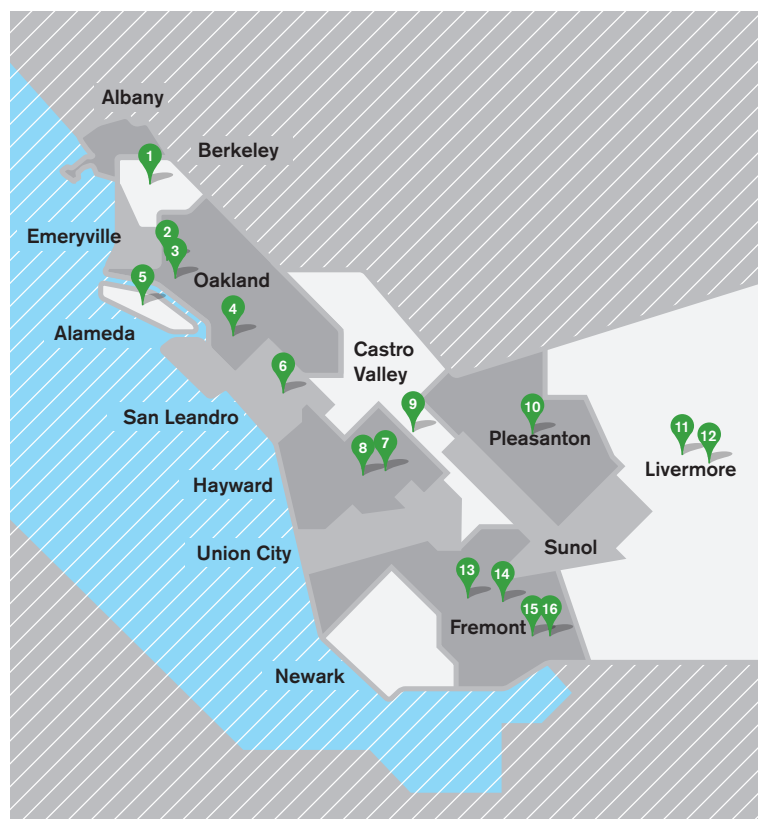 Albany
1
Berkeley
2
Emeryville
3
5
Oakland
4
Alameda
Castro
Valley
6
9
10
San Leandro
Pleasanton
11
12
8
7
Livermore
Hayward
Union City
Sunol
13
14
15
16
Fremont
Newark